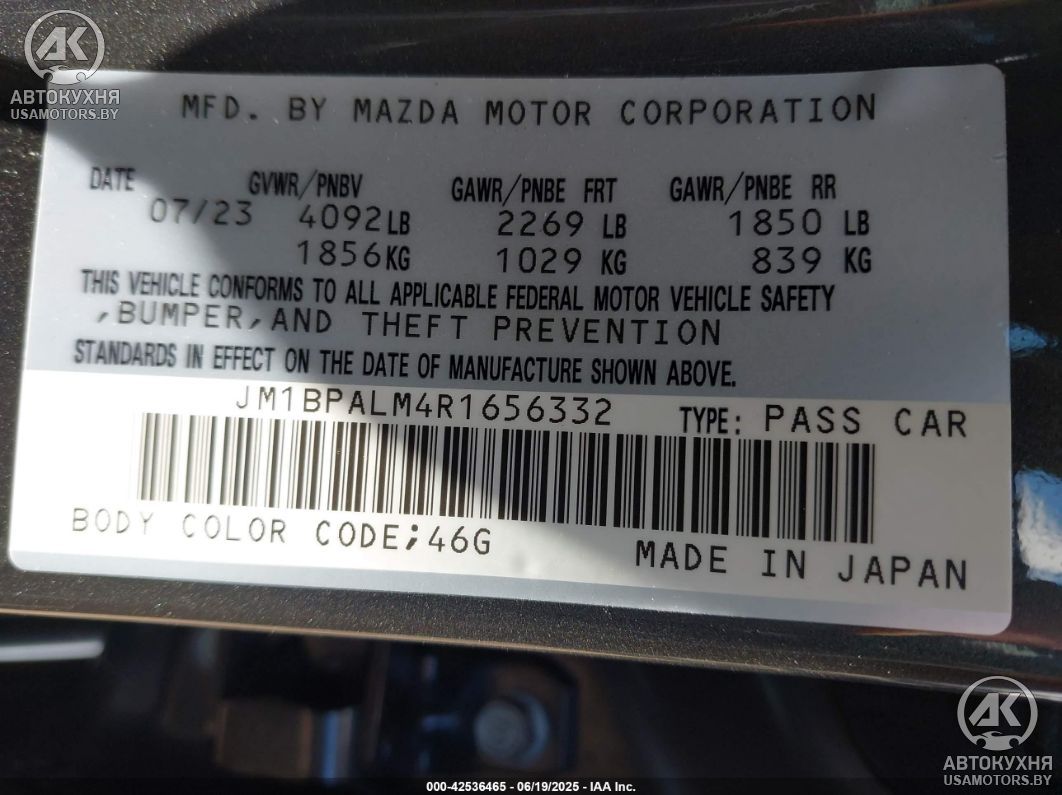 AK
АВТОКУХНЯ
USAMOTORS.BY
MFD. BY MAZDA MOTOR CORPORATION
DATE GVWR/PNBV GAWR/PNBE FRT GAWR/PNBE RR
07/23 4092LB 2269 LB 1850 LB
1856KG 1029 KG 839 KG
THIS VEHICLE CONFORMS TO ALL APPLICABLE FEDERAL MOTOR VEHICLE SAFETY
,BUMPER,AND THEFT PREVENTION
STANDARDS IN EFFECT ON THE DATE OF MANUFACTURE SHOWN ABOVE.
JM1BPALM4R1656332 TYPE: PASS CAR
BODY COLOR CODE;46G
MADE IN JAPAN
AK
АВТОКУХНЯ
USAMOTORS.BY
000-42536465 - 06/19/2025 - IAA Inc.